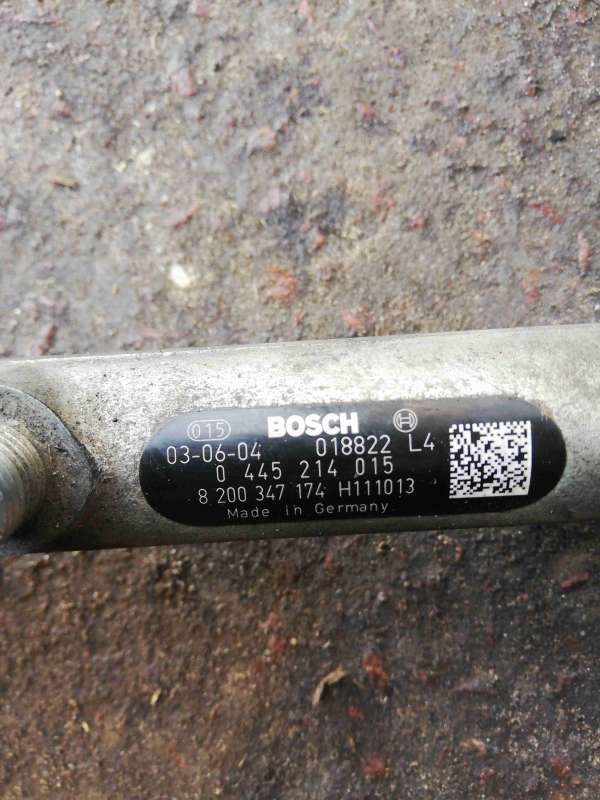 015 BOSCH
03-06-04 018822 L4
0 445 214 015
8 200 347 174 H111013
Made in Germany